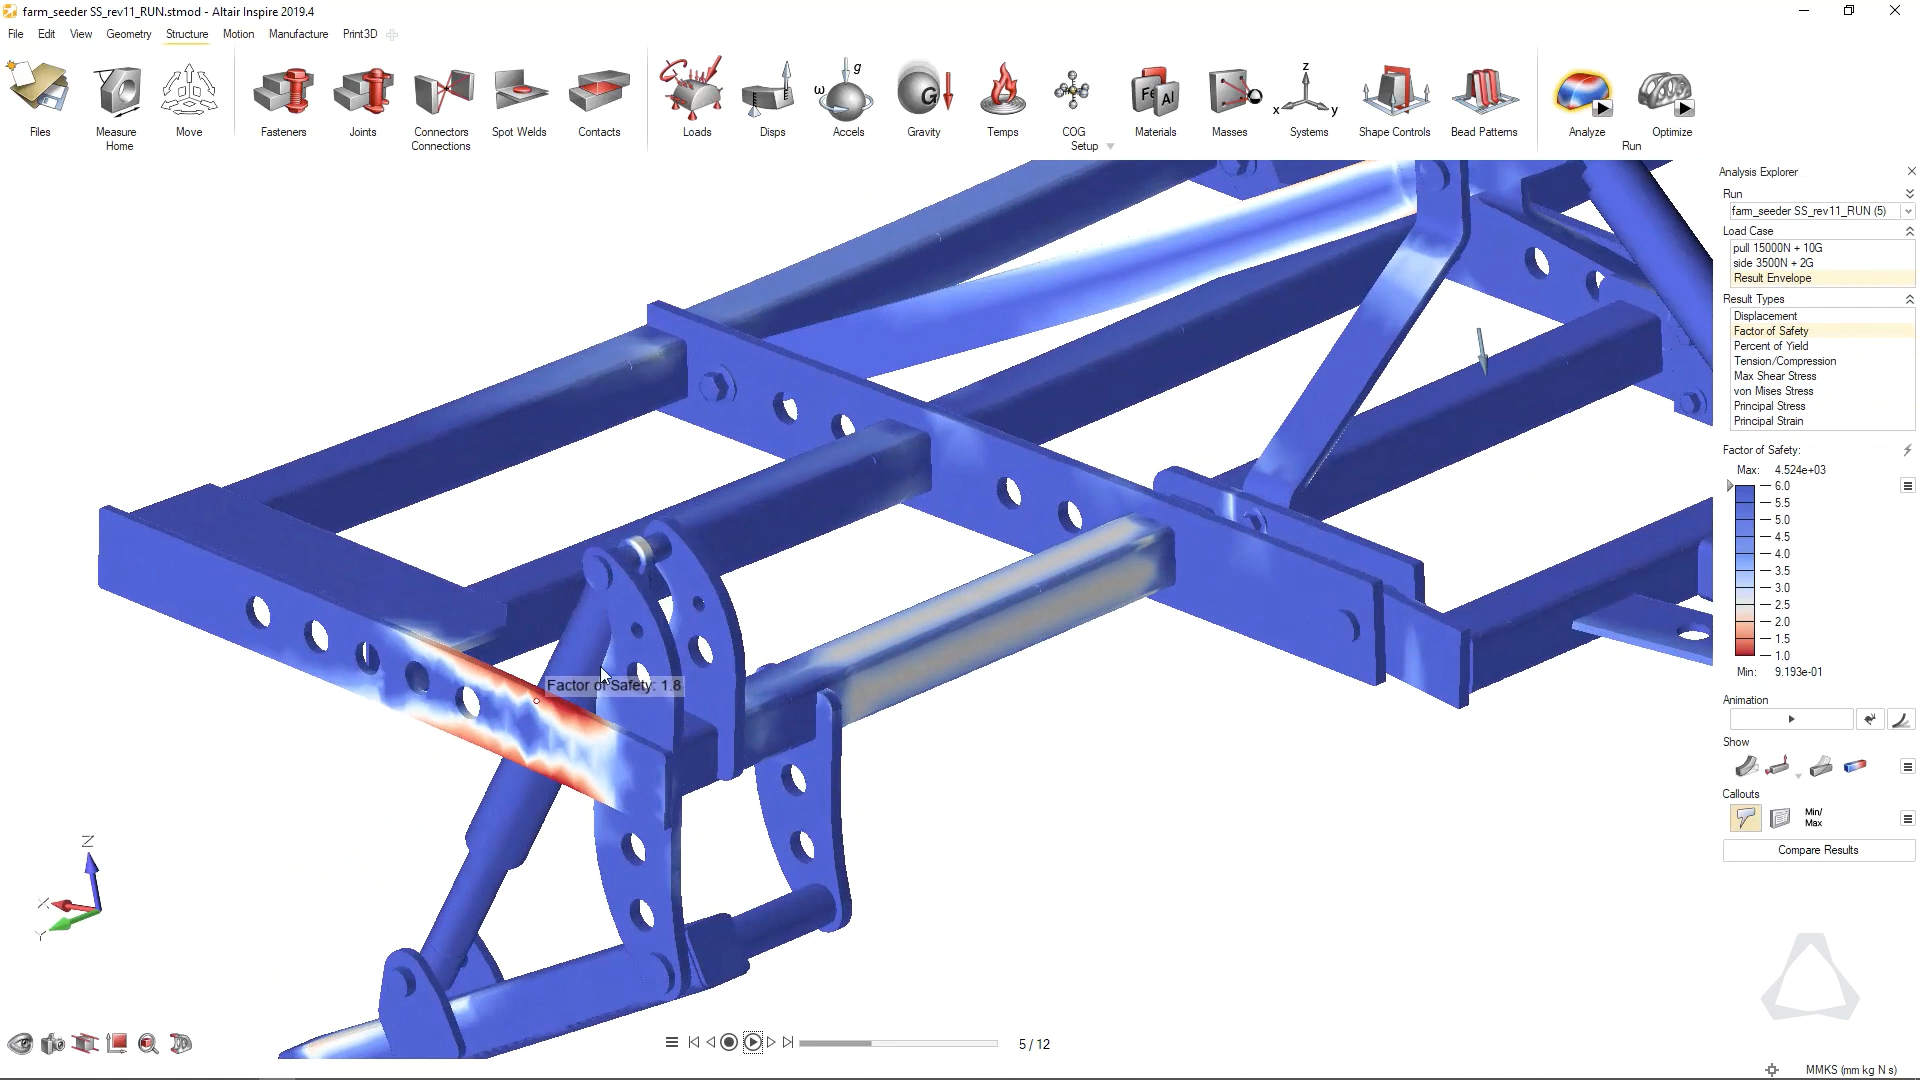 farm_seeder SS_rev11_RUN.stmod - Altair Inspire 2019.4
File Edit View Geometry Structure Motion Manufacture Print3D
ω g G Fe Al z x y
Files Measure Move Fasteners Joints Connectors Spot Welds Contacts Loads Disps Accels Gravity Temps COG Materials Masses Systems Shape Controls Bead Patterns Analyze Optimize
Home Connections Setup Run
Analysis Explorer
Run
farm_seeder SS_rev11_RUN (5)
Load Case
pull 15000N + 10G
side 3500N + 2G
Result Envelope
Result Types
Displacement
Factor of Safety
Percent of Yield
Tension/Compression
Max Shear Stress
von Mises Stress
Principal Stress
Principal Strain
Factor of Safety:
Max: 4.524e+03
6.0
5.5
5.0
4.5
4.0
3.5
3.0
2.5
2.0
1.5
1.0
Min: 9.193e-01
Factor of Safety: 1.8
Animation
Show
Callouts
Min/
Max
Compare Results
Z
X
Y
5 / 12
MMKS (mm kg N s)